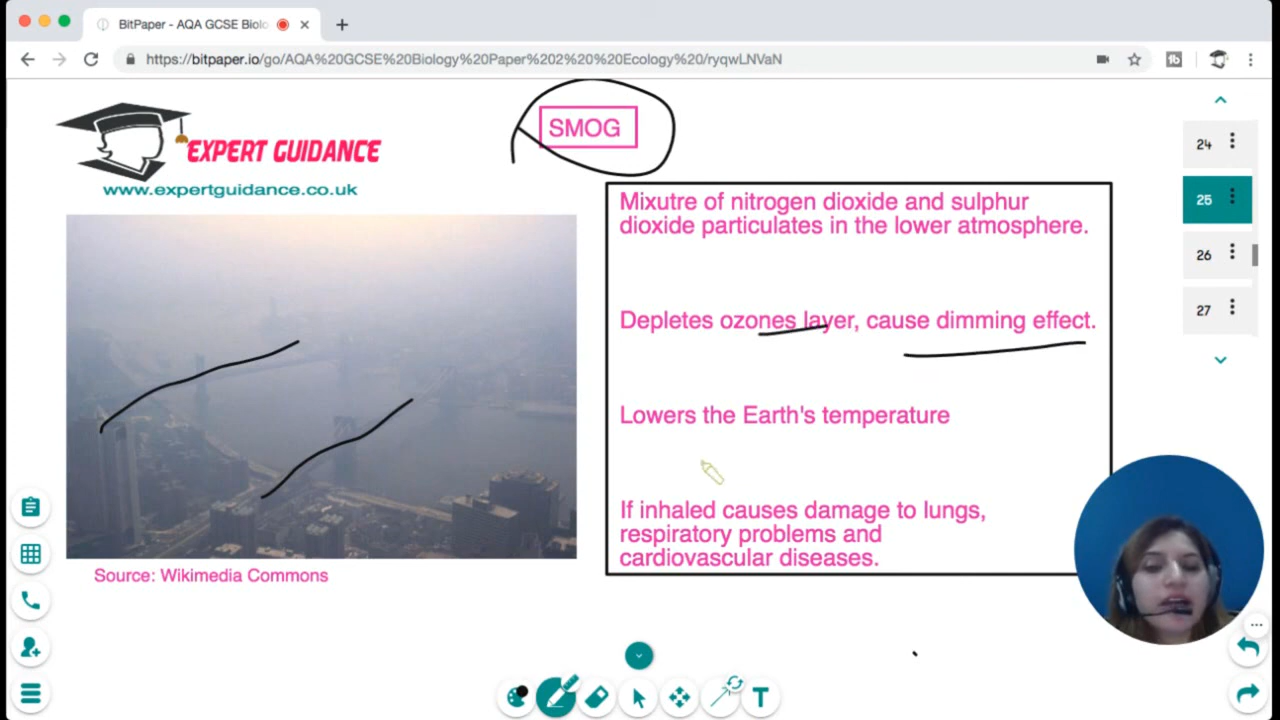 BitPaper - AQA GCSE Biolo
https://bitpaper.io/go/AQA%20GCSE%20Biology%20Paper%202%20%20Ecology%20/ryqwLNVaN
EXPERT GUIDANCE
www.expertguidance.co.uk
SMOG
Mixutre of nitrogen dioxide and sulphur
dioxide particulates in the lower atmosphere.
Depletes ozones layer, cause dimming effect.
Lowers the Earth's temperature
If inhaled causes damage to lungs,
respiratory problems and
cardiovascular diseases.
Source: Wikimedia Commons
24
25
26
27
T